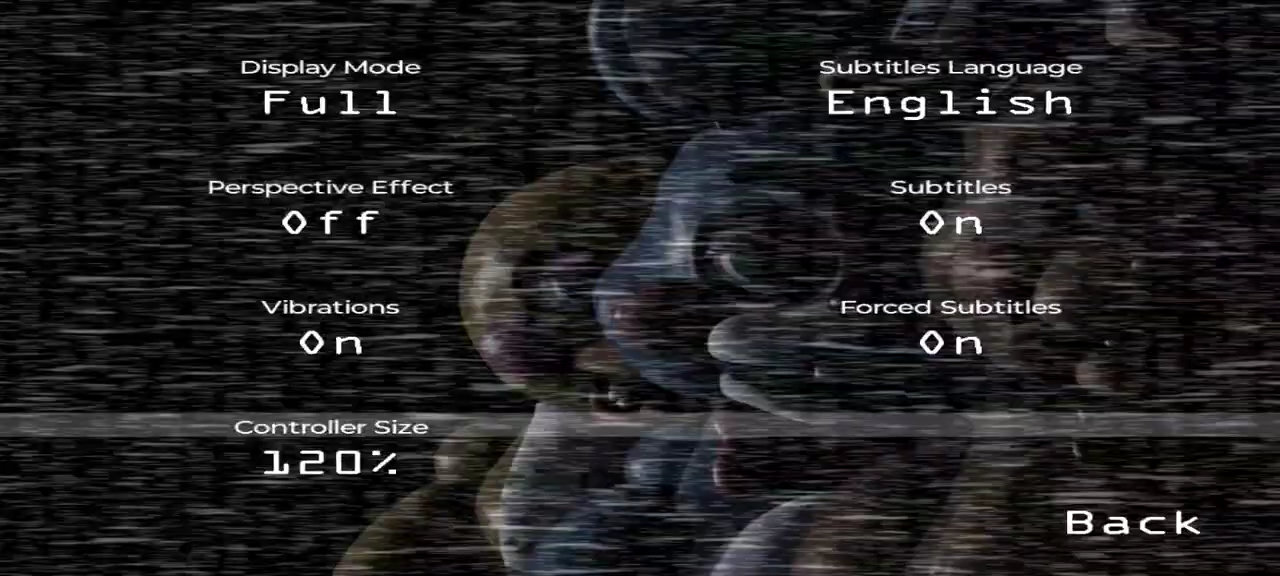 Display Mode
Full
Perspective Effect
Off
Vibrations
On
Controller Size
120%
Subtitles Language
English
Subtitles
On
Forced Subtitles
On
Back